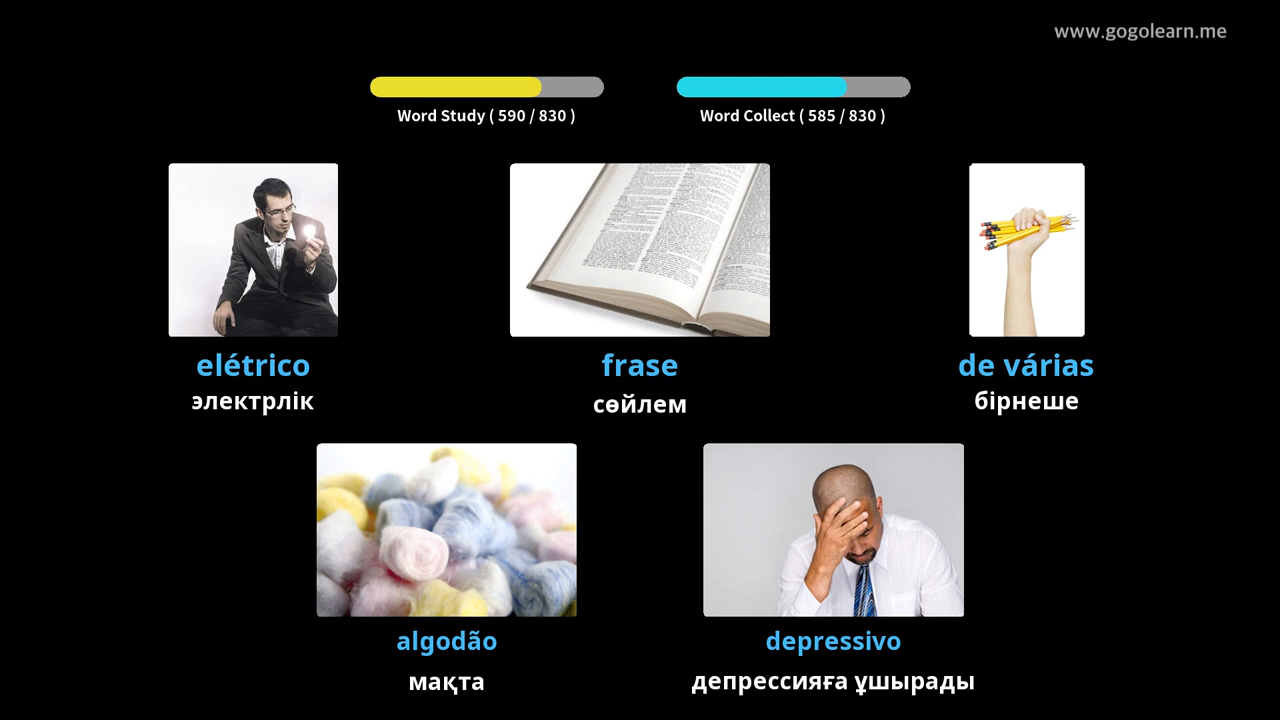 www.gogolearn.me
Word Study ( 590 / 830 )
Word Collect ( 585 / 830 )
elétrico
электрлік
frase
сөйлем
de várias
бірнеше
algodão
мақта
depressivo
депрессияға ұшырады